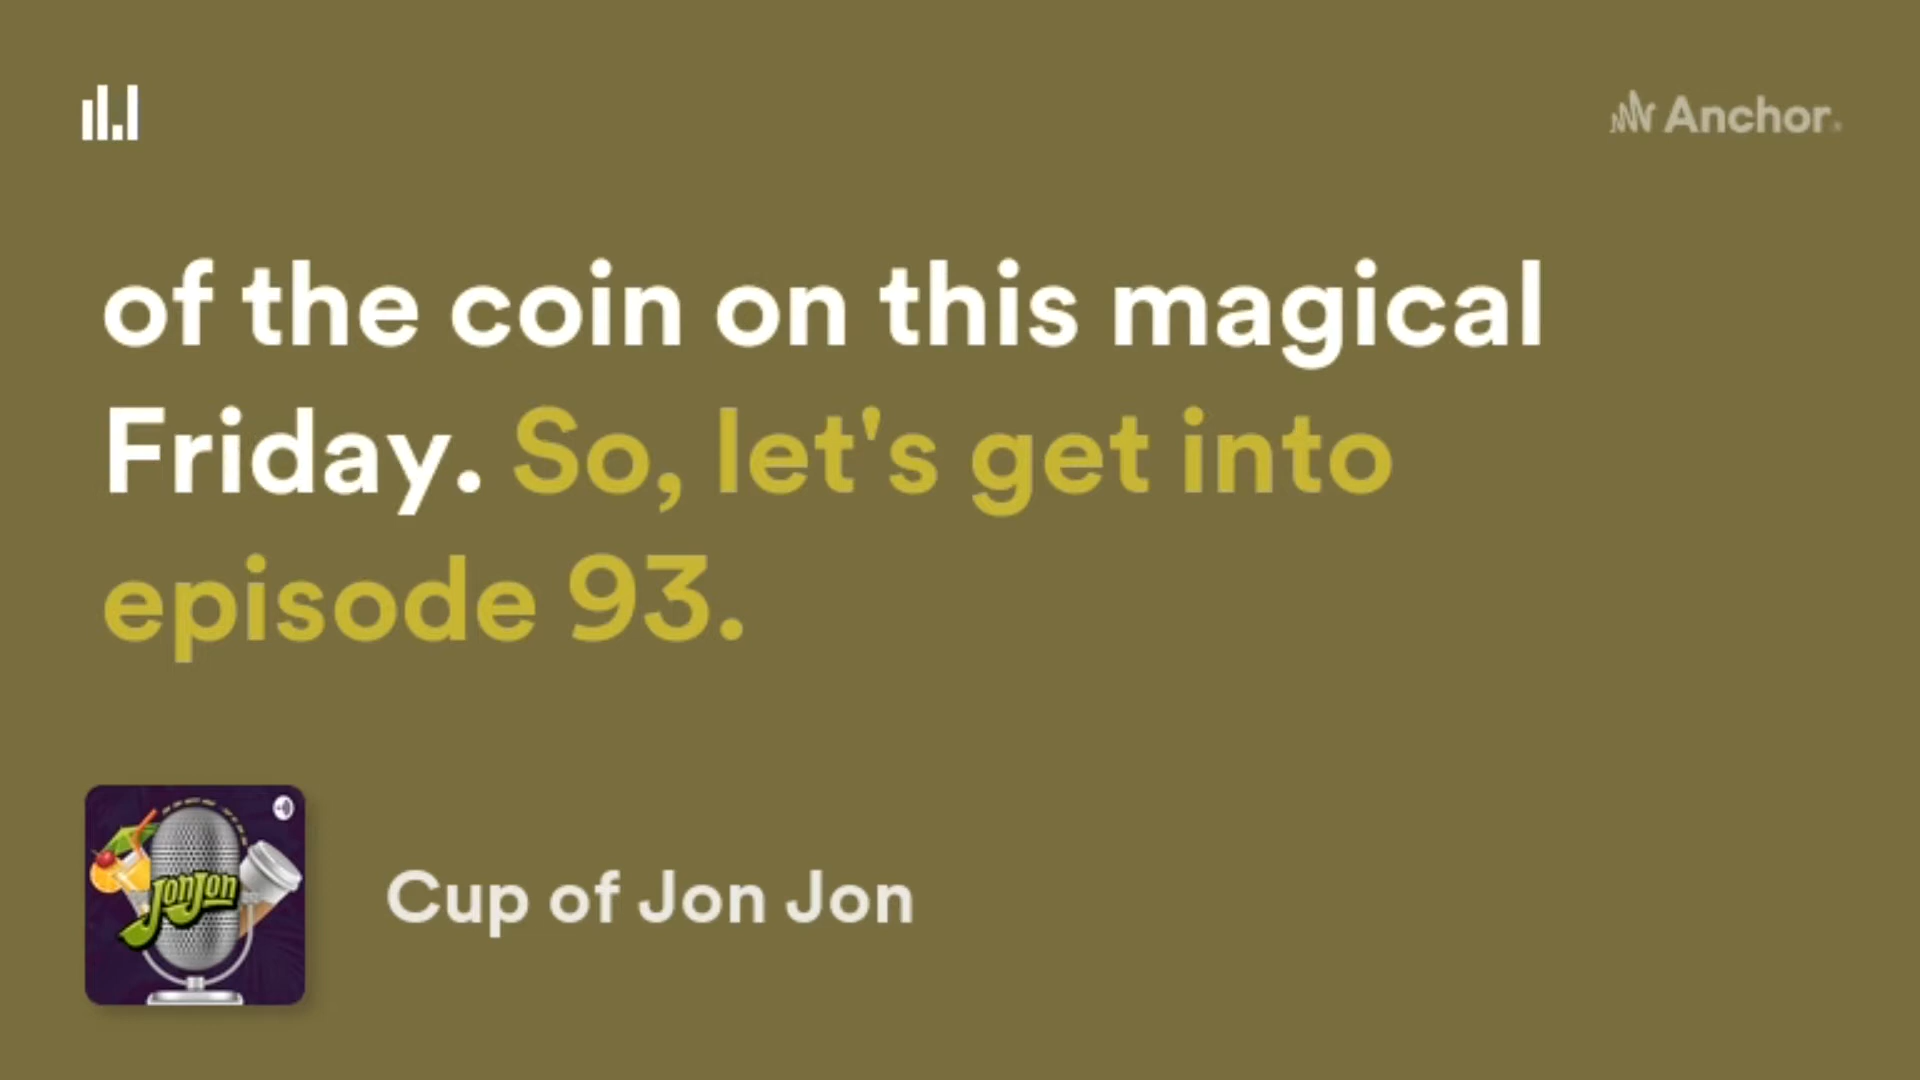 Anchor
of the coin on this magical
Friday. So, let's get into
episode 93.
JonJon
Cup of Jon Jon